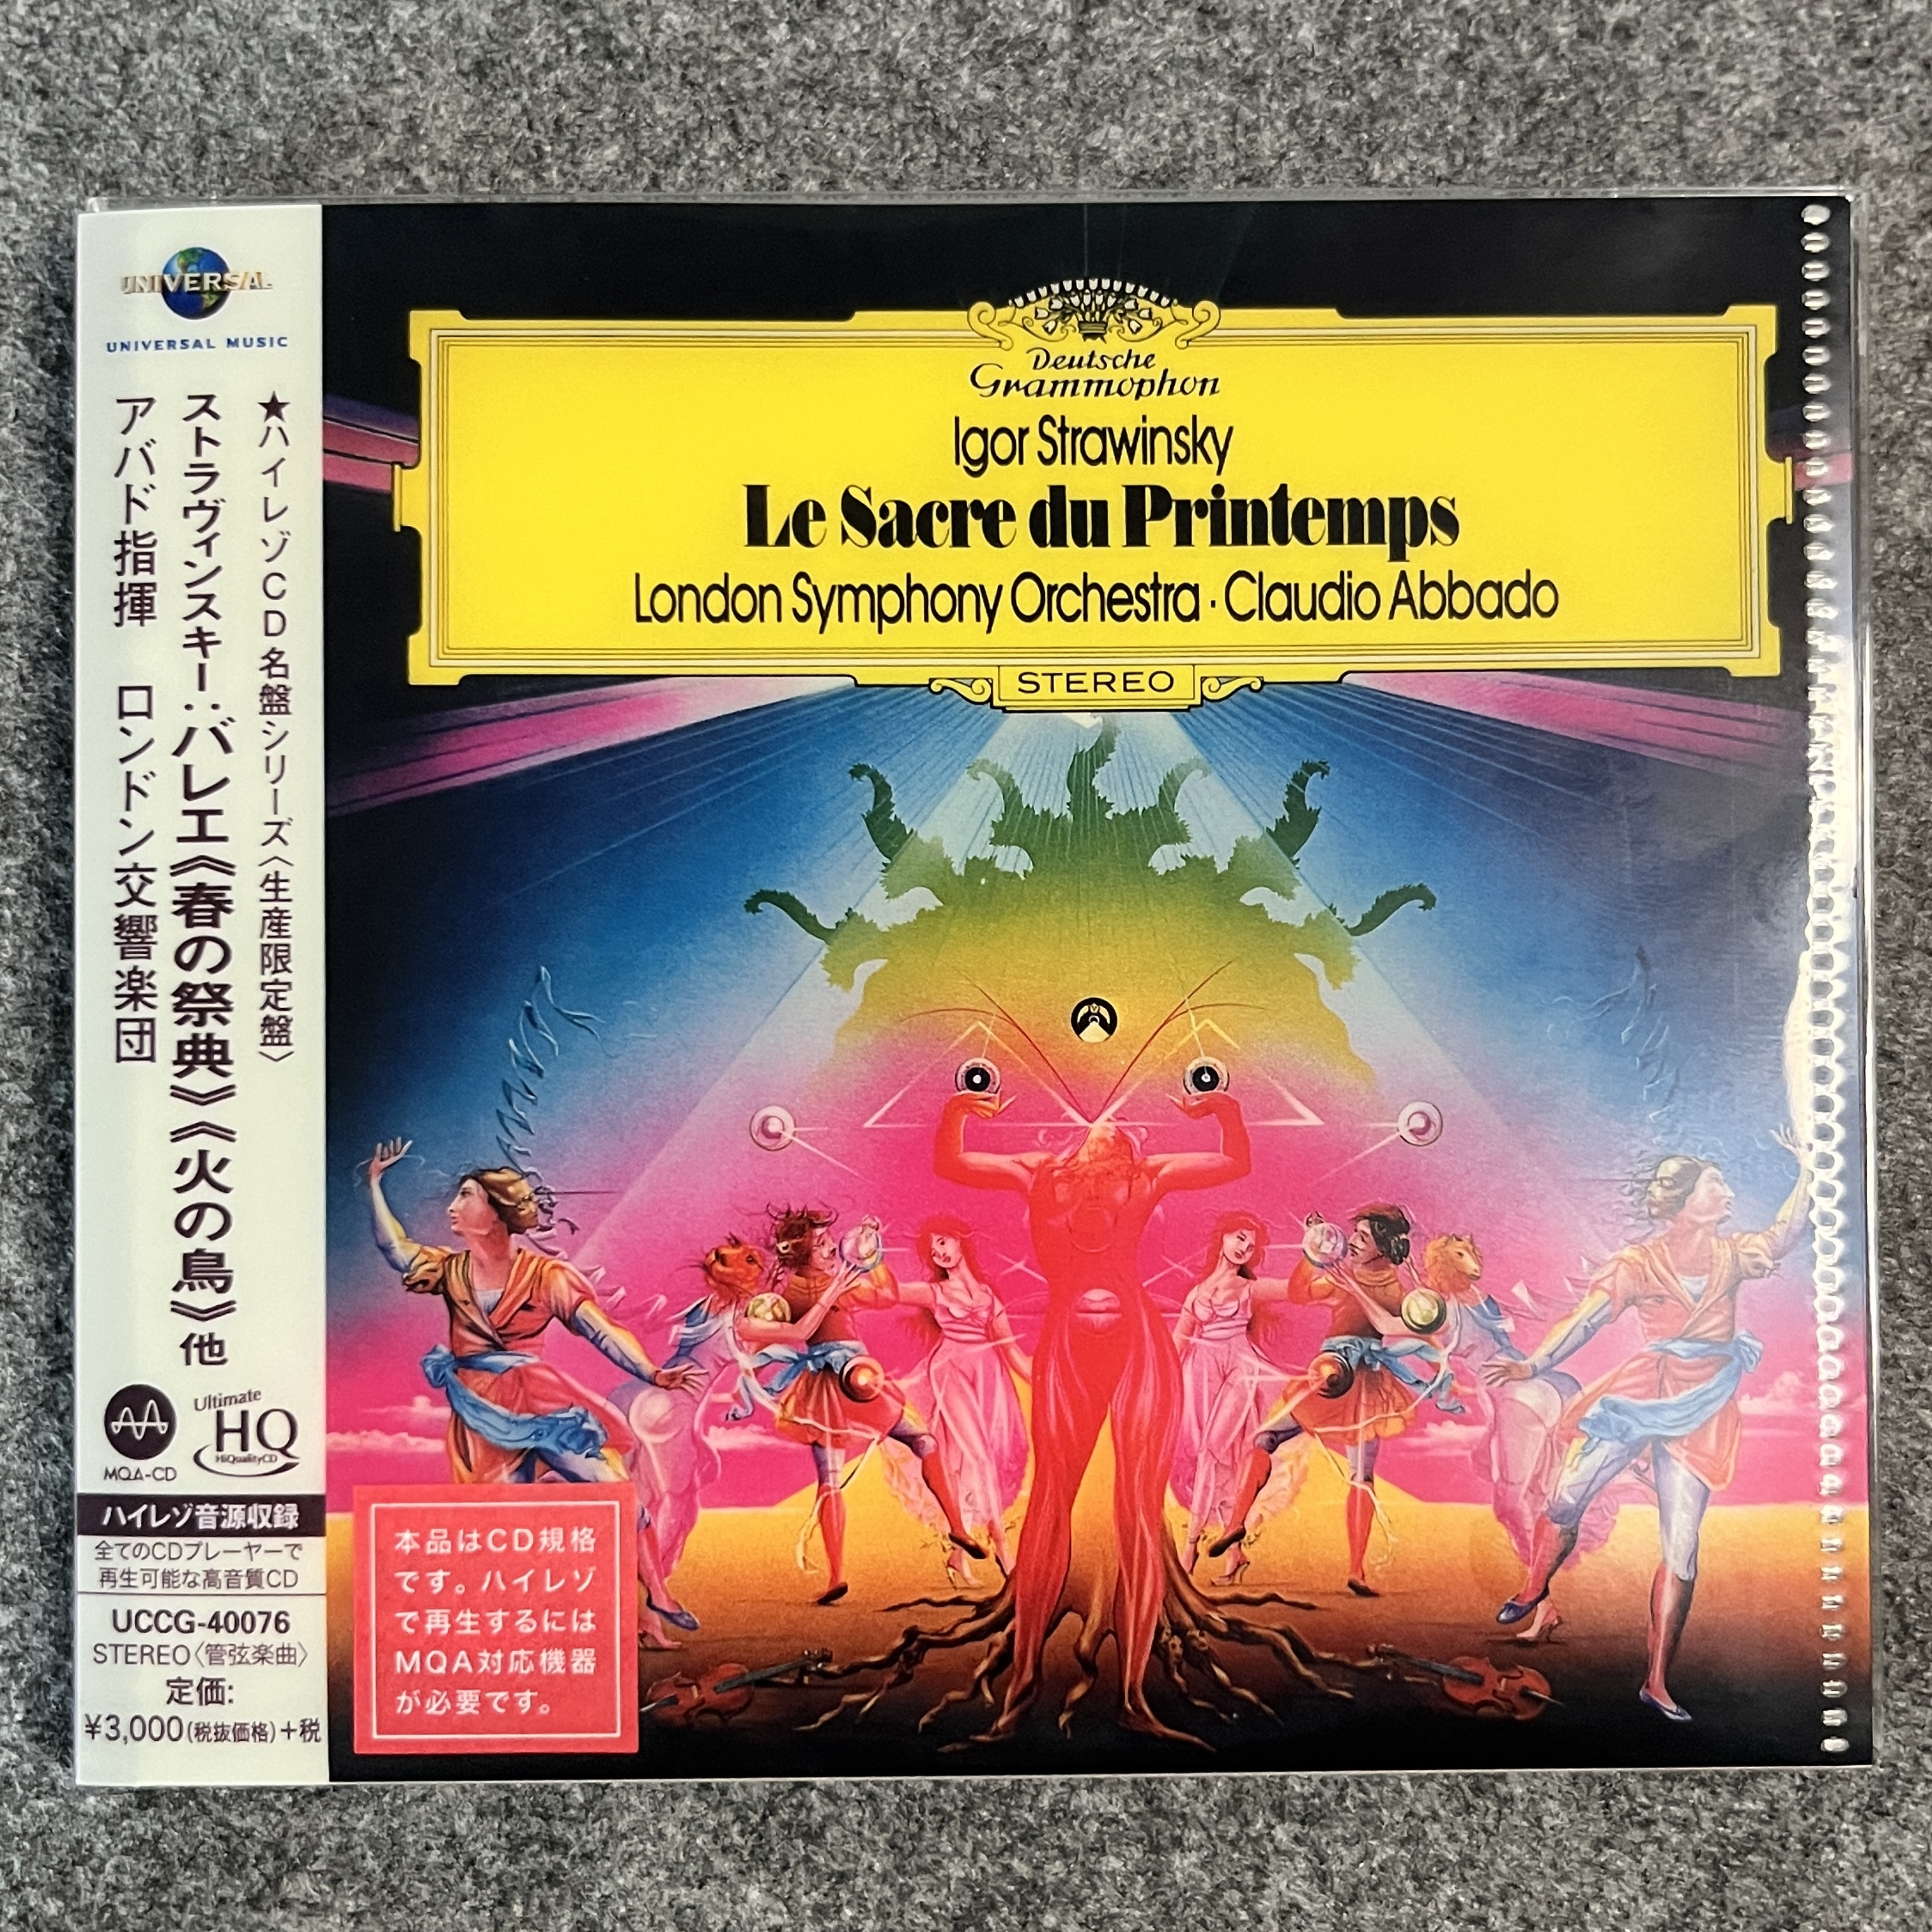 UNIVERSAL
UNIVERSAL MUSIC
★ハイレゾCD名盤シリーズ〈生産限定盤〉
ストラヴィンスキー:バレエ《春の祭典》《火の鳥》他
アバド指揮 ロンドン交響楽団
MQA-CD
Ultimate
HQ
HiQualityCD
ハイレゾ音源収録
全てのCDプレーヤーで
再生可能な高音質CD
UCCG-40076
STEREO〈管弦楽曲〉
定価:
¥3,000(税抜価格)+税
Deutsche
Grammophon
Igor Strawinsky
Le Sacre du Printemps
London Symphony Orchestra · Claudio Abbado
STEREO
本品はCD規格
です。ハイレゾ
で再生するには
MQA対応機器
が必要です。